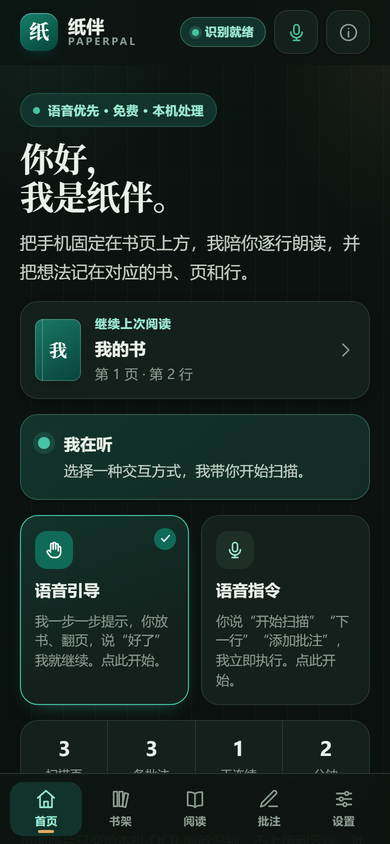 纸
纸伴
PAPERPAL
识别就绪
语音优先 • 免费 • 本机处理
你好，
我是纸伴。
把手机固定在书页上方，我陪你逐行朗读，并
把想法记在对应的书、页和行。
我
继续上次阅读
我的书
第 1 页 · 第 2 行
我在听
选择一种交互方式，我带你开始扫描。
语音引导
我一步一步提示，你放
书、翻页，说“好了”
我就继续。点此开始。
语音指令
你说“开始扫描” “下
一行” “添加批注”，
我立即执行。点此开
始。
3
3
1
2
首页
书架
阅读
批注
设置